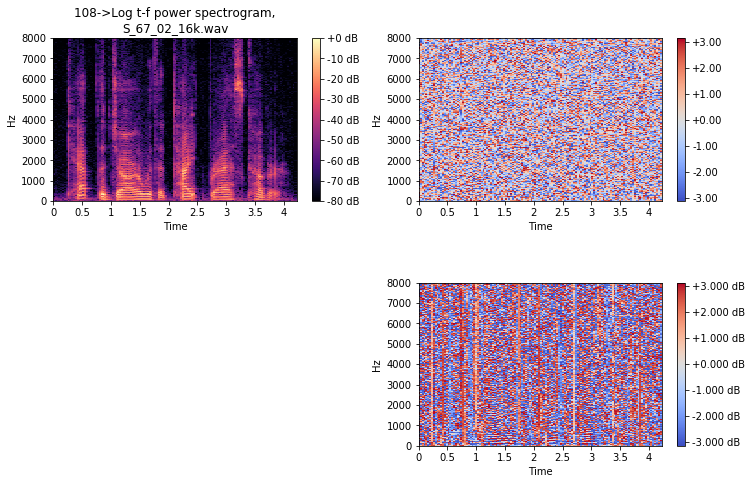 108->Log t-f power spectrogram,
S_67_02_16k.wav
8000
7000
6000
5000
4000
3000
2000
1000
0
Hz
0 0.5 1 1.5 2 2.5 3 3.5 4
Time
+0 dB
-10 dB
-20 dB
-30 dB
-40 dB
-50 dB
-60 dB
-70 dB
-80 dB
8000
7000
6000
5000
4000
3000
2000
1000
0
Hz
0 0.5 1 1.5 2 2.5 3 3.5 4
Time
+3.00
+2.00
+1.00
+0.00
-1.00
-2.00
-3.00
8000
7000
6000
5000
4000
3000
2000
1000
0
Hz
0 0.5 1 1.5 2 2.5 3 3.5 4
Time
+3.000 dB
+2.000 dB
+1.000 dB
+0.000 dB
-1.000 dB
-2.000 dB
-3.000 dB